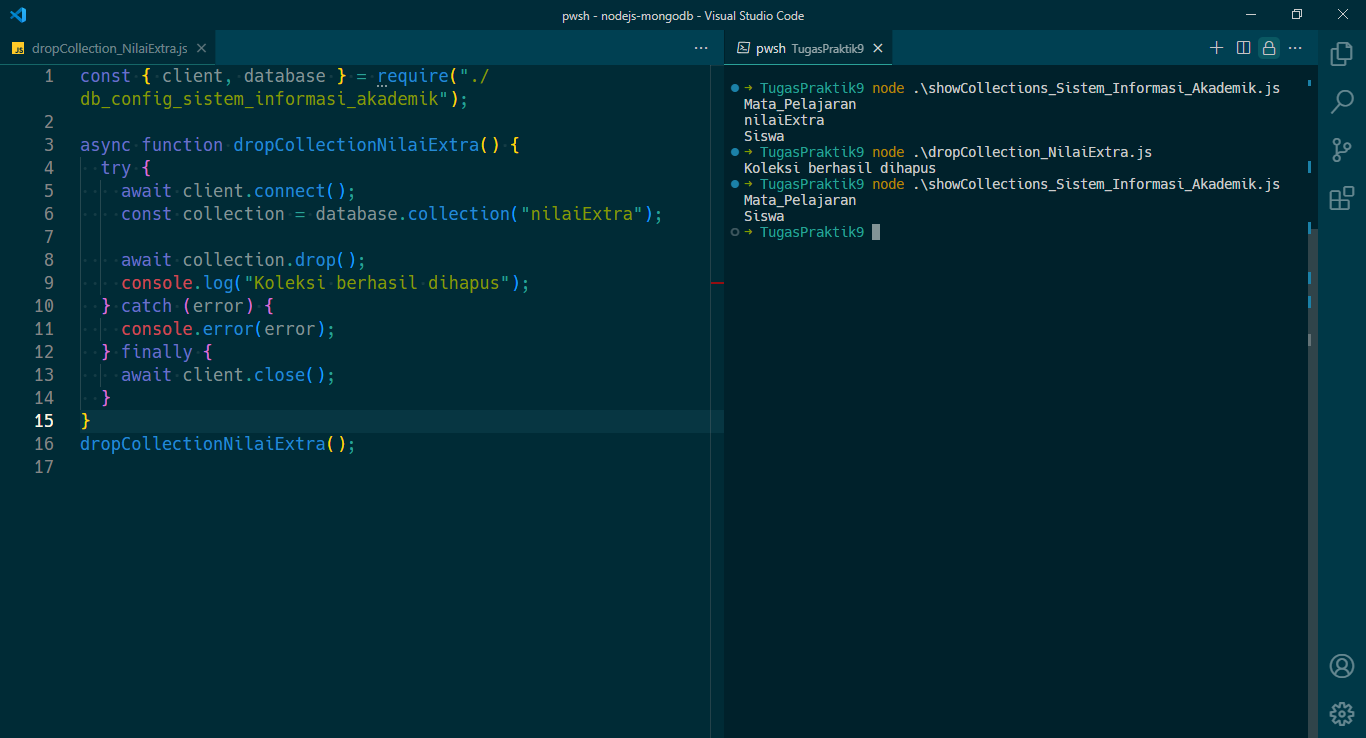 pwsh - nodejs-mongodb - Visual Studio Code
JS dropCollection_NilaiExtra.js
1 const { client, database } = require("./
db_config_sistem_informasi_akademik");
2
3 async function dropCollectionNilaiExtra() {
4 try {
5 await client.connect();
6 const collection = database.collection("nilaiExtra");
7
8 await collection.drop();
9 console.log("Koleksi berhasil dihapus");
10 } catch (error) {
11 console.error(error);
12 } finally {
13 await client.close();
14 }
15 }
16 dropCollectionNilaiExtra();
17
pwsh TugasPraktik9
➜ TugasPraktik9 node .\showCollections_Sistem_Informasi_Akademik.js
Mata_Pelajaran
nilaiExtra
Siswa
➜ TugasPraktik9 node .\dropCollection_NilaiExtra.js
Koleksi berhasil dihapus
➜ TugasPraktik9 node .\showCollections_Sistem_Informasi_Akademik.js
Mata_Pelajaran
Siswa
➜ TugasPraktik9